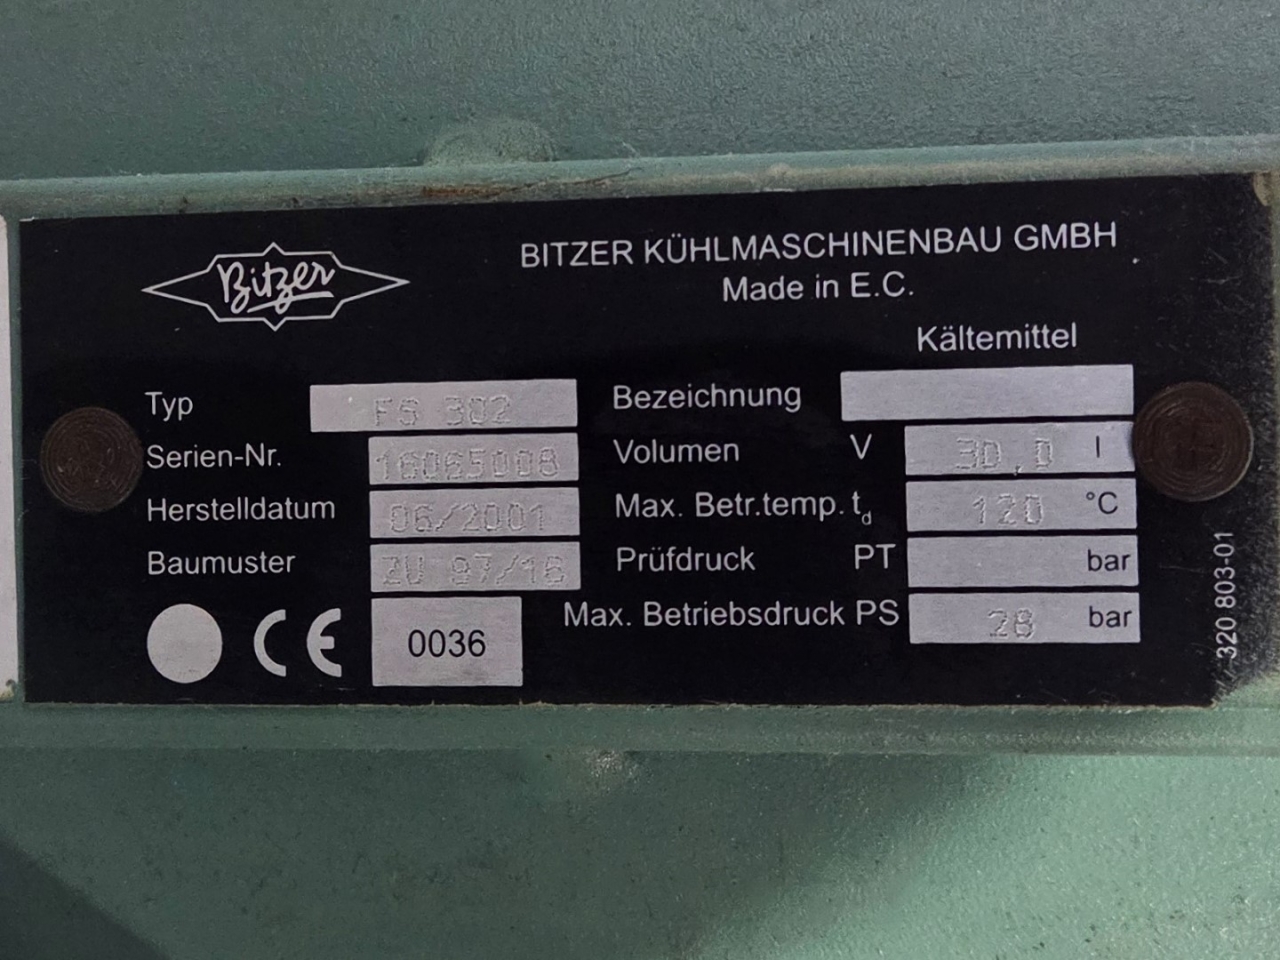 Bitzer
BITZER KÜHLMASCHINENBAU GMBH
Made in E.C.
Kältemittel
Typ FS 302
Serien-Nr. 16065008
Herstelldatum 06/2001
Baumuster ZU 97/16
CE 0036
Bezeichnung
Volumen V 30,0 l
Max. Betr.temp. td 120 °C
Prüfdruck PT bar
Max. Betriebsdruck PS 28 bar
320 803-01